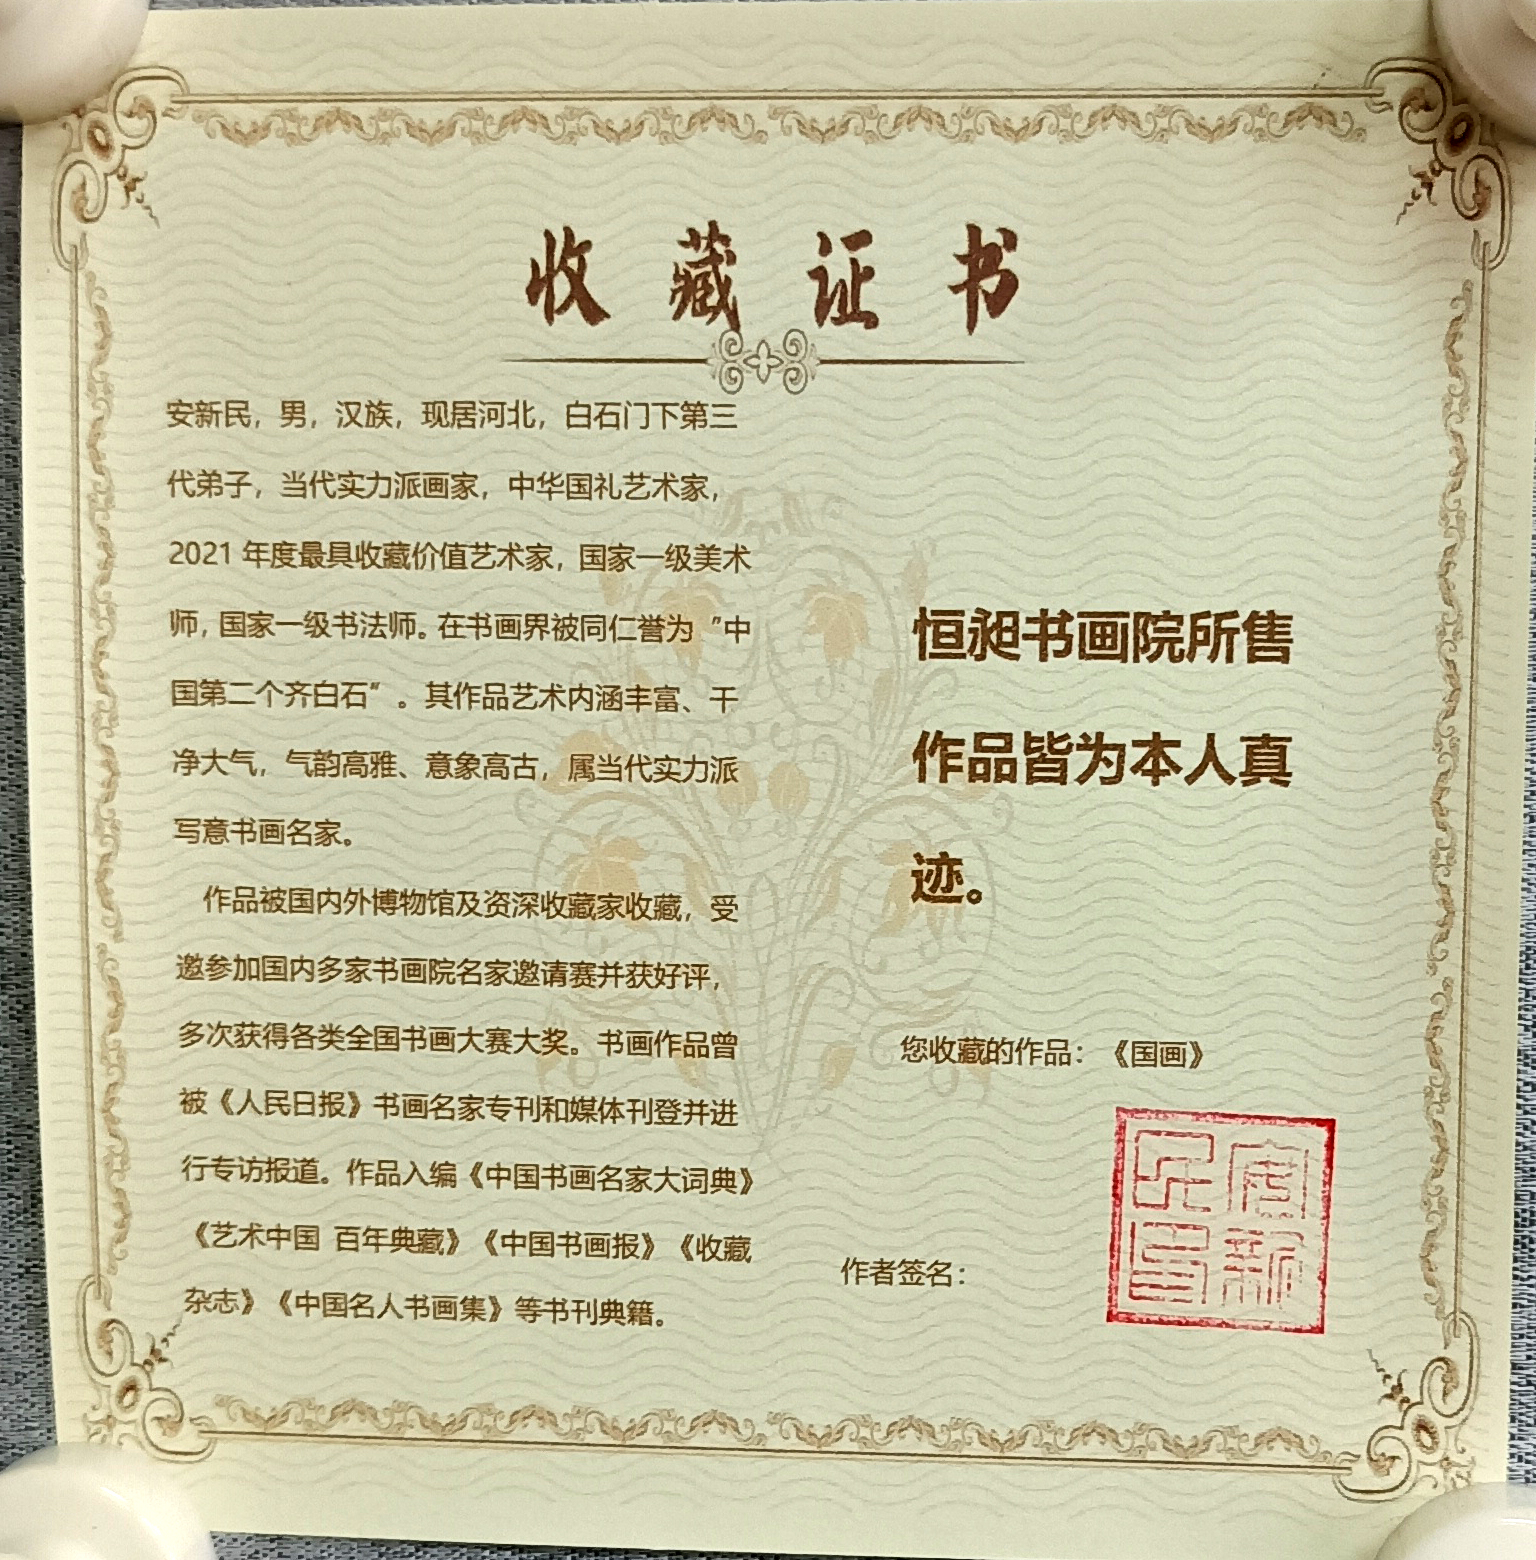 收藏证书
安新民，男，汉族，现居河北，白石门下第三
代弟子，当代实力派画家，中华国礼艺术家，
2021 年度最具收藏价值艺术家，国家一级美术
师，国家一级书法师。在书画界被同仁誉为＂中
国第二个齐白石＂。其作品艺术内涵丰富、干
净大气，气韵高雅、意象高古，属当代实力派
写意书画名家。
作品被国内外博物馆及资深收藏家收藏，受
邀参加国内多家书画院名家邀请赛并获好评，
多次获得各类全国书画大赛大奖。书画作品曾
被《人民日报》书画名家专刊和媒体刊登并进
行专访报道。作品入编《中国书画名家大词典》
《艺术中国 百年典藏》《中国书画报》《收藏
杂志》《中国名人书画集》等书刊典籍。
恒昶书画院所售
作品皆为本人真
迹。
您收藏的作品：《国画》
作者签名：